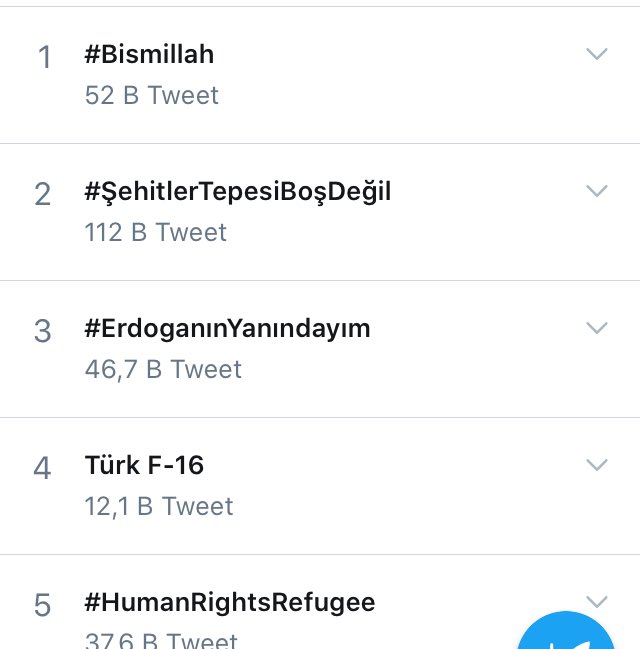 1 #Bismillah
52 B Tweet
2 #ŞehitlerTepesiBoşDeğil
112 B Tweet
3 #ErdoganınYanındayım
46,7 B Tweet
4 Türk F-16
12,1 B Tweet
5 #HumanRightsRefugee
37,6 B Tweet